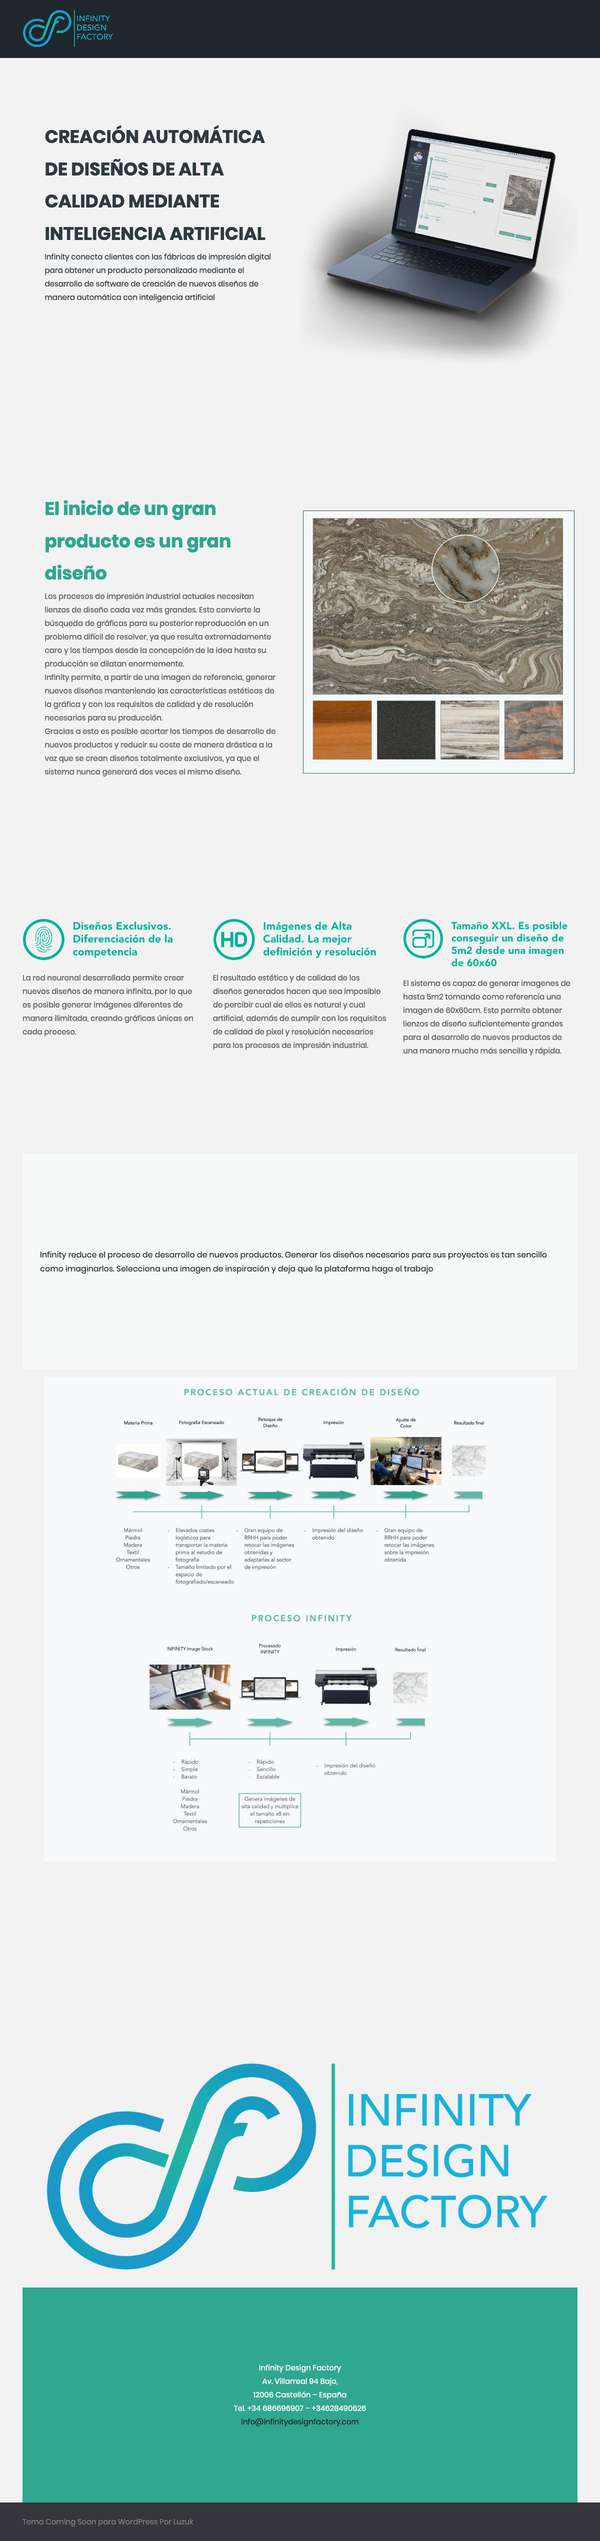 INFINITY
DESIGN
FACTORY
CREACIÓN AUTOMÁTICA
DE DISEÑOS DE ALTA
CALIDAD MEDIANTE
INTELIGENCIA ARTIFICIAL
Infinity conecta clientes con las fábricas de impresión digital
para obtener un producto personalizado mediante el
desarrollo de software de creación de nuevos diseños de
manera automática con inteligencia artificial
El inicio de un gran
producto es un gran
diseño
Los procesos de impresión industrial actuales necesitan
lienzos de diseño cada vez más grandes. Esto convierte la
búsqueda de gráficas para su posterior reproducción en un
problema difícil de resolver, ya que resulta extremadamente
caro y los tiempos desde la concepción de la idea hasta su
producción se dilatan enormemente.
Infinity permite, a partir de una imagen de referencia, generar
nuevos diseños manteniendo las características estéticas de
la gráfica y con los requisitos de calidad y de resolución
necesarios para su producción.
Gracias a esto es posible acortar los tiempos de desarrollo de
nuevos productos y reducir su coste de manera drástica a la
vez que se crean diseños totalmente exclusivos, ya que el
sistema nunca generará dos veces el mismo diseño.
Diseños Exclusivos.
Diferenciación de la
competencia
La red neuronal desarrollada permite crear
nuevos diseños de manera infinita, por lo que
es posible generar imágenes diferentes de
manera ilimitada, creando gráficas únicas en
cada proceso.
HD
Imágenes de Alta
Calidad. La mejor
definición y resolución
El resultado estético y de calidad de los
diseños generados hacen que sea imposible
de percibir cual de ellos es natural y cual
artificial, además de cumplir con los requisitos
de calidad de pixel y resolución necesarios
para los procesos de impresión industrial.
Tamaño XXL. Es posible
conseguir un diseño de
5m2 desde una imagen
de 60x60
El sistema es capaz de generar imagenes de
hasta 5m2 tomando como referencia una
imagen de 60x60cm. Esto permite obtener
lienzos de diseño suficientemente grandes
para el desarrollo de nuevos productos de
una manera mucho más sencilla y rápida.
Infinity reduce el proceso de desarrollo de nuevos productos. Generar los diseños necesarios para sus proyectos es tan sencillo
como imaginarlos. Selecciona una imagen de inspiración y deja que la plataforma haga el trabajo
PROCESO ACTUAL DE CREACIÓN DE DISEÑO
Materia Prima
Fotografía Escaneado
Retoque de
Diseño
Impresión
Ajuste de
Color
Resultado final
Mármol
Piedra
Madera
Textil
Ornamentales
Otros
- Elevados costes
logísticos para
transportar la materia
prima al estudio de
fotografía
- Tamaño limitado por el
espacio de
fotografiado/escaneado
- Gran equipo de
RRHH para poder
retocar las imágenes
obtenidas y
adaptarlas al sector
de impresión
- Impresión del diseño
obtenido
- Gran equipo de
RRHH para poder
retocar las imágenes
sobre la impresión
obtenida
PROCESO INFINITY
INFINITY Image Stock
Procesado
INFINITY
Impresión
Resultado final
- Rápido
- Simple
- Barato
Mármol
Piedra
Madera
Textil
Ornamentales
Otros
- Rápido
- Sencillo
- Escalable
Genera imágenes de
alta calidad y multiplica
el tamaño x8 sin
repeticiones
- Impresión del diseño
obtenido
INFINITY
DESIGN
FACTORY
Infinity Design Factory
Av. Villarreal 94 Bajo,
12006 Castellón – España
Tel. +34 686696907 – +34628490626
info@infinitydesignfactory.com
Tema Coming Soon para WordPress Por Luzuk